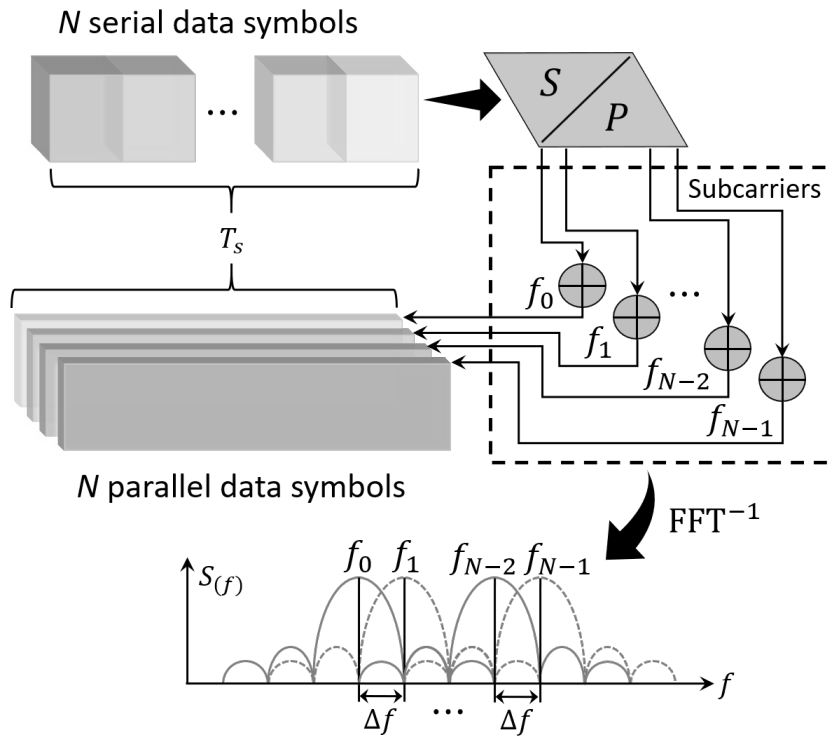 N serial data symbols
...
S
P
Subcarriers
T_s
f_0
...
f_1
f_{N−2}
f_{N−1}
N parallel data symbols
FFT^{−1}
S_{(f)}
f_0 f_1 f_{N−2} f_{N−1}
f
Δf ... Δf